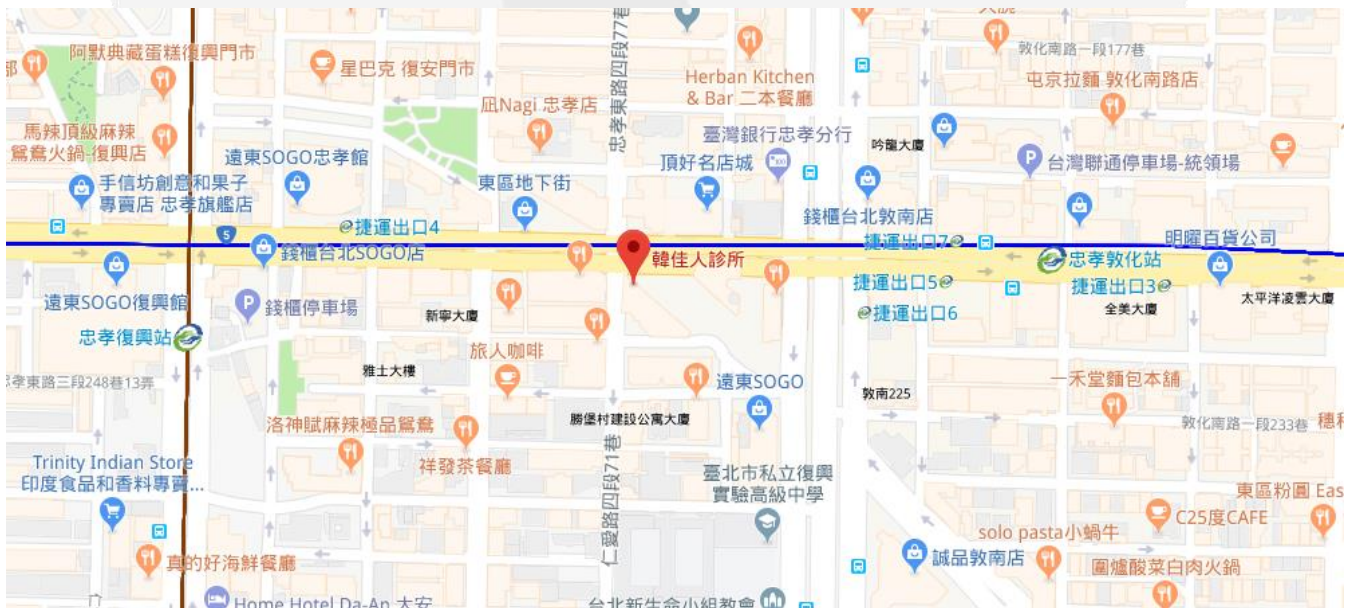 敦化南路一段177巷
阿默典藏蛋糕復興門市
星巴克 復安門市
忠孝東路四段77巷
Herban Kitchen
& Bar 二本餐廳
屯京拉麵 敦化南路店
凪Nagi 忠孝店
馬辣頂級麻辣
鴛鴦火鍋-復興店
臺灣銀行忠孝分行
吟龍大廈
遠東SOGO忠孝館
頂好名店城
台灣聯通停車場-統領場
手信坊創意和果子
專賣店 忠孝旗艦店
東區地下街
錢櫃台北敦南店
5
捷運出口4
捷運出口7
明曜百貨公司
錢櫃台北SOGO店
韓佳人診所
忠孝敦化站
遠東SOGO復興館
捷運出口5
捷運出口3
太平洋凌雲大廈
錢櫃停車場
新寧大廈
捷運出口6
全美大廈
忠孝復興站
旅人咖啡
雅士大樓
忠孝東路三段248巷13弄
遠東SOGO
一禾堂麵包本舖
敦南225
勝堡村建設公寓大廈
洛神賦麻辣極品鴛鴦
敦化南路一段233巷
祥發茶餐廳
仁愛路四段71巷
Trinity Indian Store
印度食品和香料專賣...
臺北市私立復興
實驗高級中學
東區粉圓 Eas
C25度CAFE
solo pasta小蝸牛
真的好海鮮餐廳
誠品敦南店
圍爐酸菜白肉火鍋
Home Hotel Da-An 大安
台北新生命小組教會